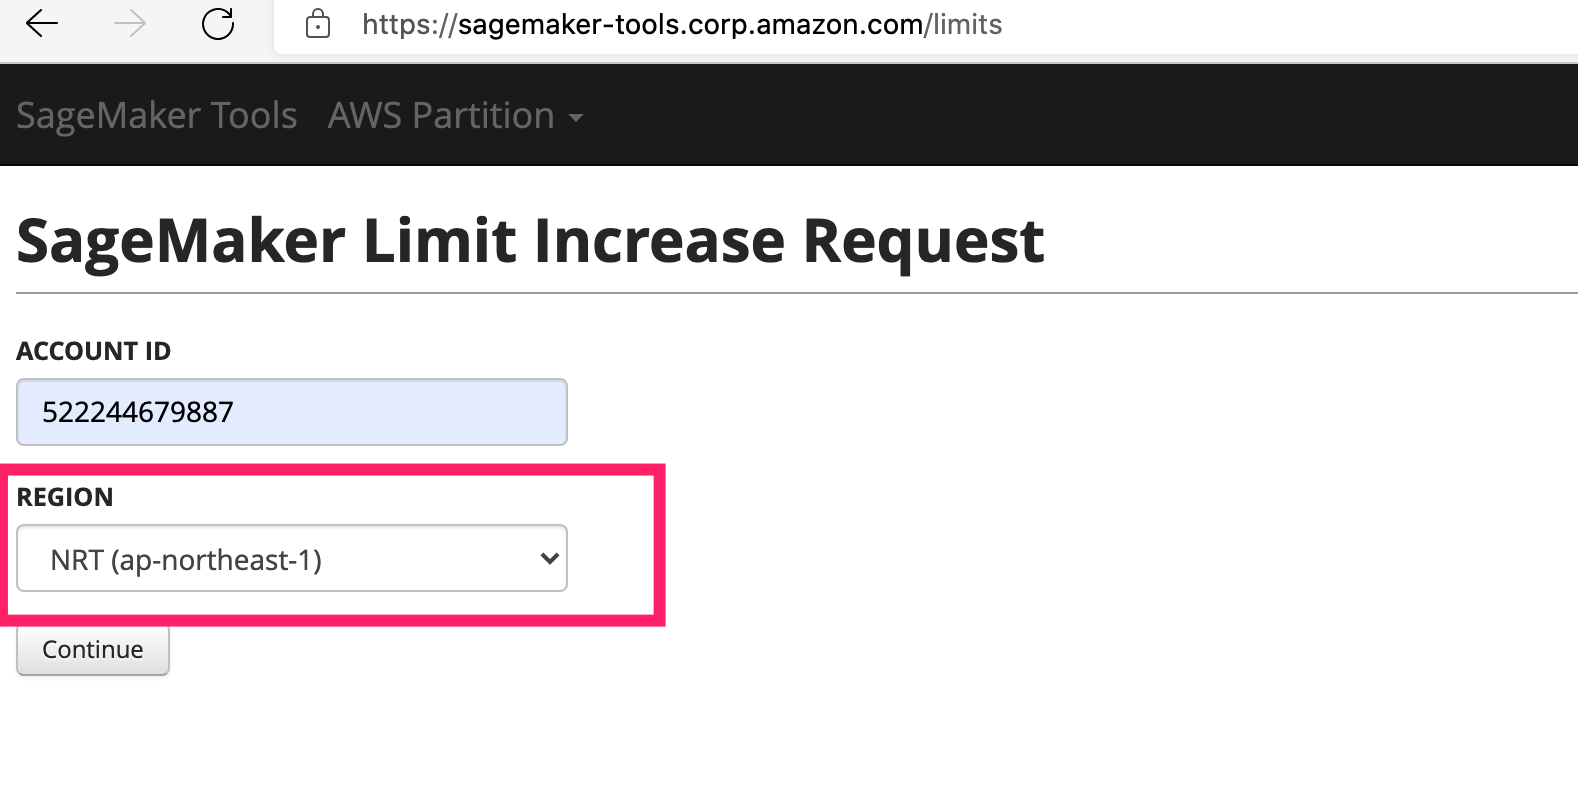 https://sagemaker-tools.corp.amazon.com/limits
SageMaker Tools AWS Partition
SageMaker Limit Increase Request
ACCOUNT ID
522244679887
REGION
NRT (ap-northeast-1)
Continue